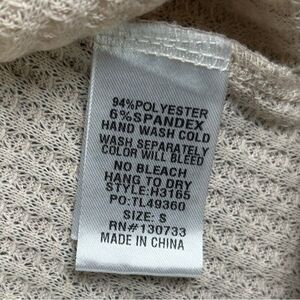 94%POLYESTER
6%SPANDEX
HAND WASH COLD
WASH SEPARATELY
COLOR WILL BLEED
NO BLEACH
HANG TO DRY
STYLE:H3165
PO:TL49360
SIZE: S
RN#130733
MADE IN CHINA